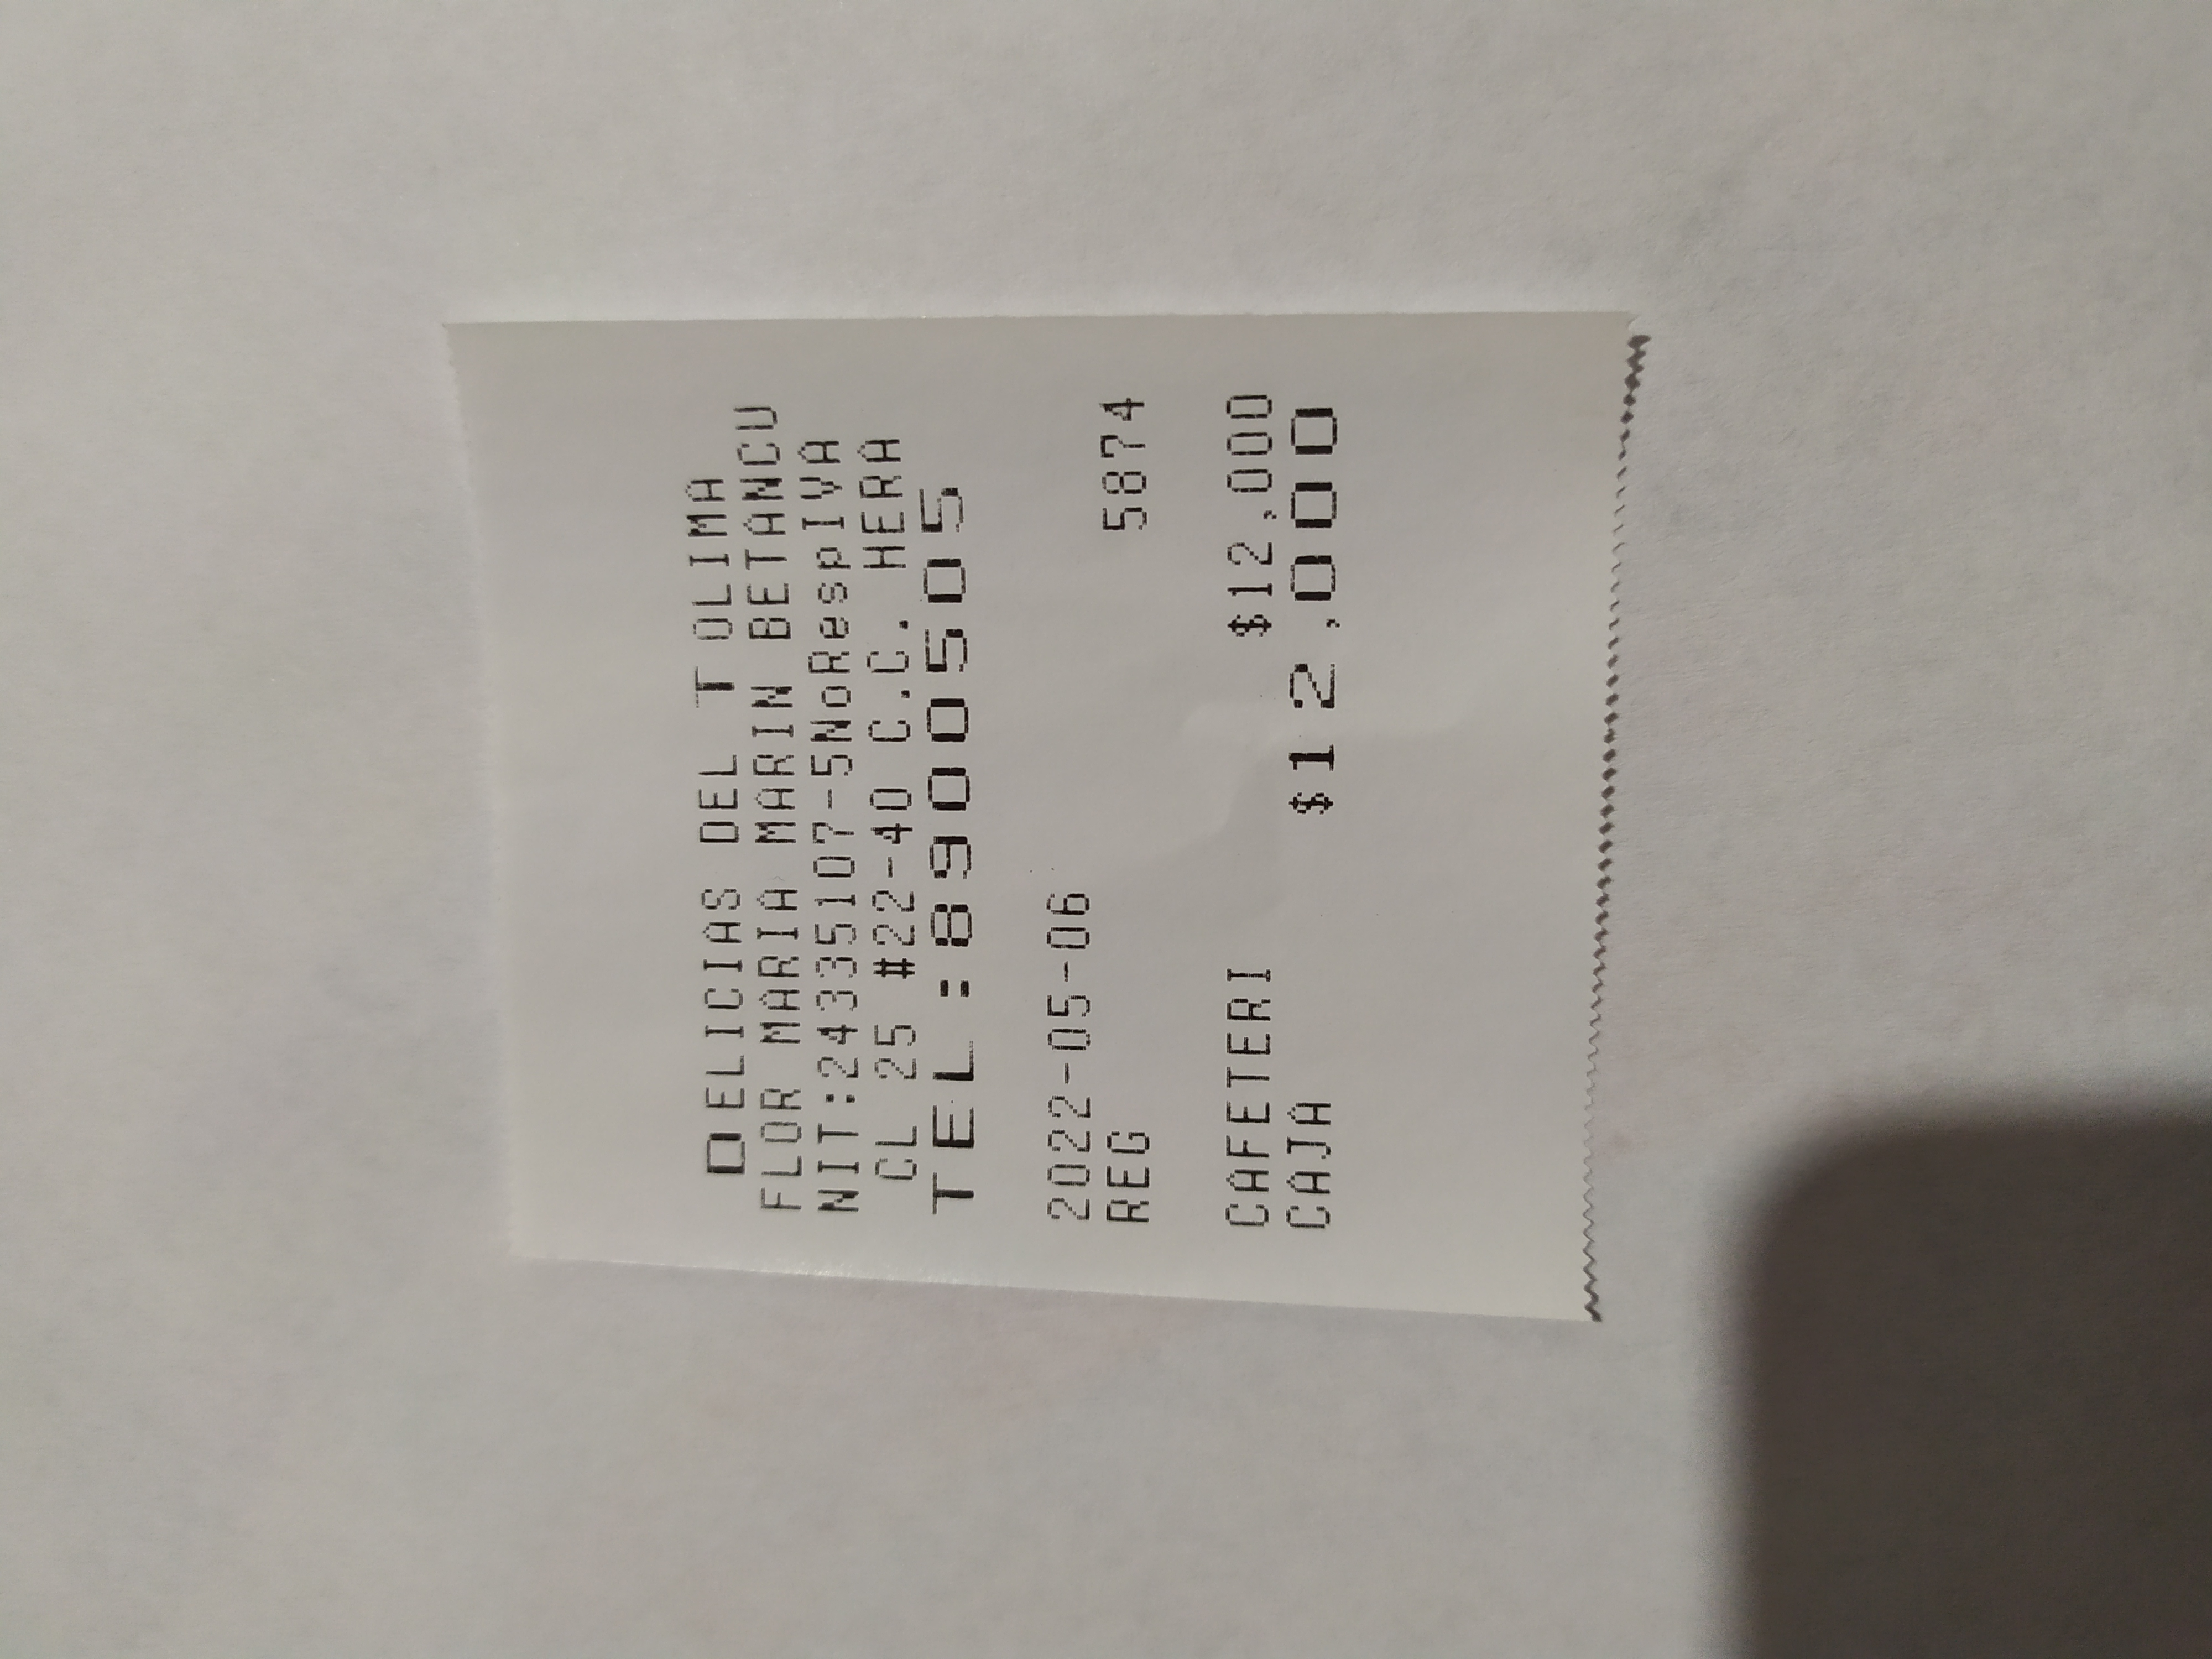 DELICIAS DEL TOLIMA
FLOR MARIA MARIN BETANCU
NIT:24335107-5NoRespIVA
CL 25 #22-40 C.C. HERA
TEL:8900505
2022-05-06
REG 5874
CAFETERI $12,000
CAJA $12,000